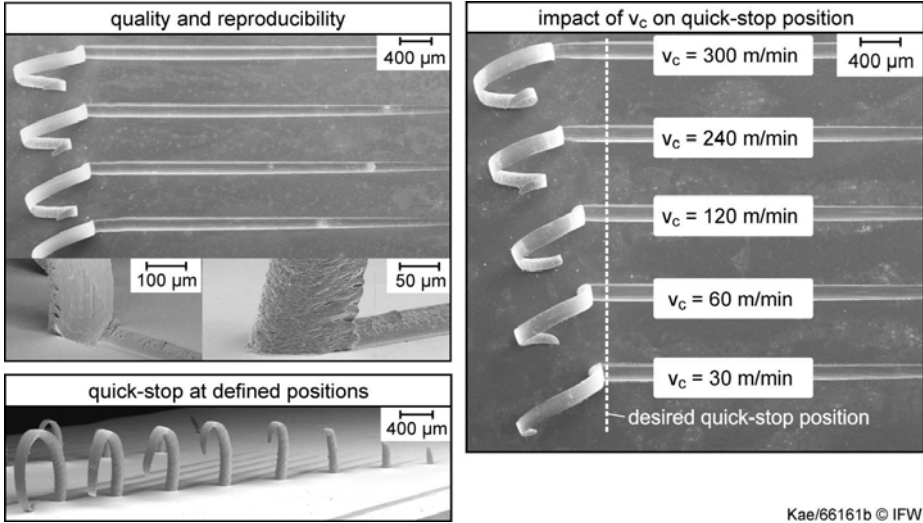 quality and reproducibility
400 µm
100 µm
50 µm
quick-stop at defined positions
400 µm
impact of vc on quick-stop position
400 µm
vc = 300 m/min
vc = 240 m/min
vc = 120 m/min
vc = 60 m/min
vc = 30 m/min
desired quick-stop position
Kae/66161b © IFW